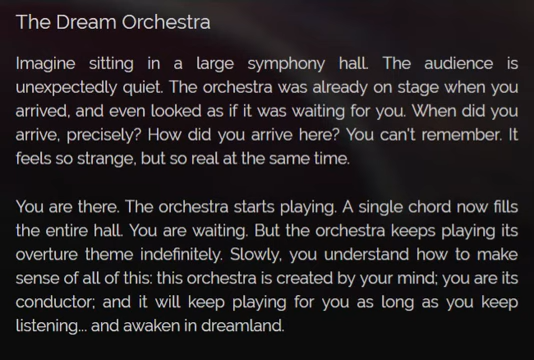 The Dream Orchestra
Imagine sitting in a large symphony hall. The audience is
unexpectedly quiet. The orchestra was already on stage when you
arrived, and even looked as if it was waiting for you. When did you
arrive, precisely? How did you arrive here? You can't remember. It
feels so strange, but so real at the same time.
You are there. The orchestra starts playing. A single chord now fills
the entire hall. You are waiting. But the orchestra keeps playing its
overture theme indefinitely. Slowly, you understand how to make
sense of all of this: this orchestra is created by your mind; you are its
conductor; and it will keep playing for you as long as you keep
listening... and awaken in dreamland.